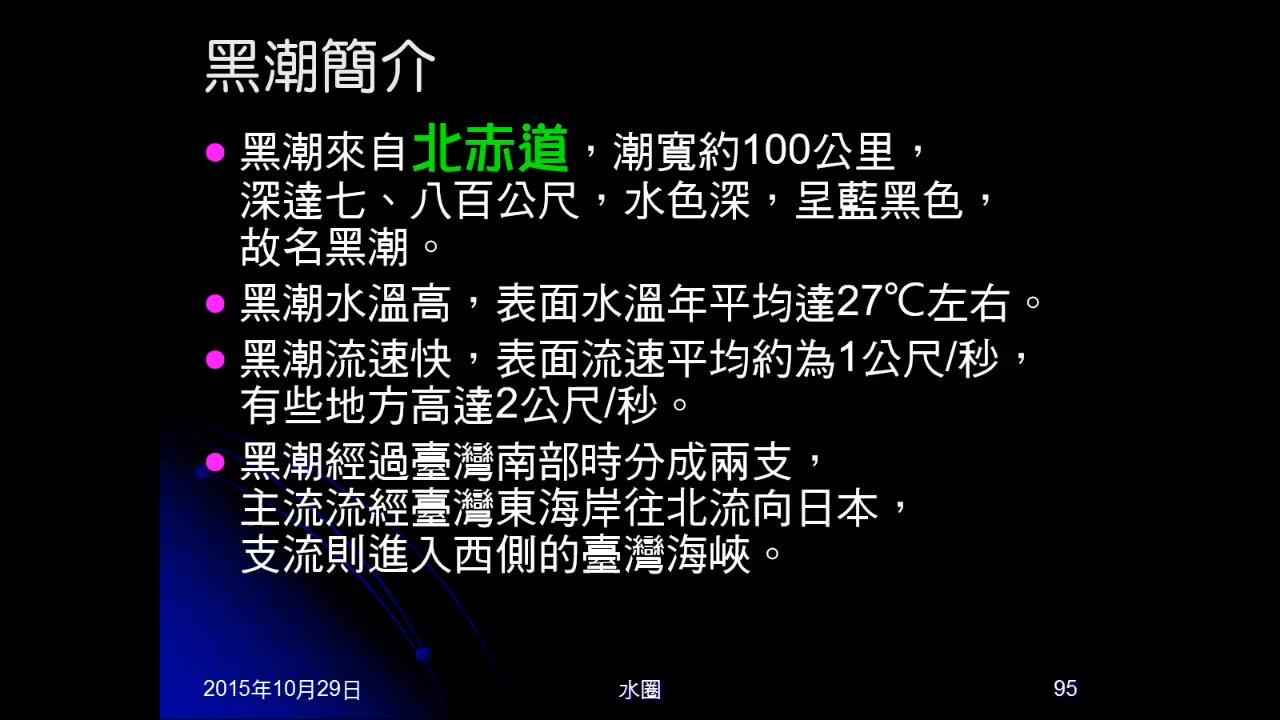 黑潮簡介
黑潮來自北赤道，潮寬約100公里，
深達七、八百公尺，水色深，呈藍黑色，
故名黑潮。
黑潮水溫高，表面水溫年平均達27℃左右。
黑潮流速快，表面流速平均約為1公尺/秒，
有些地方高達2公尺/秒。
黑潮經過臺灣南部時分成兩支，
主流流經臺灣東海岸往北流向日本，
支流則進入西側的臺灣海峽。
2015年10月29日
水圈
95